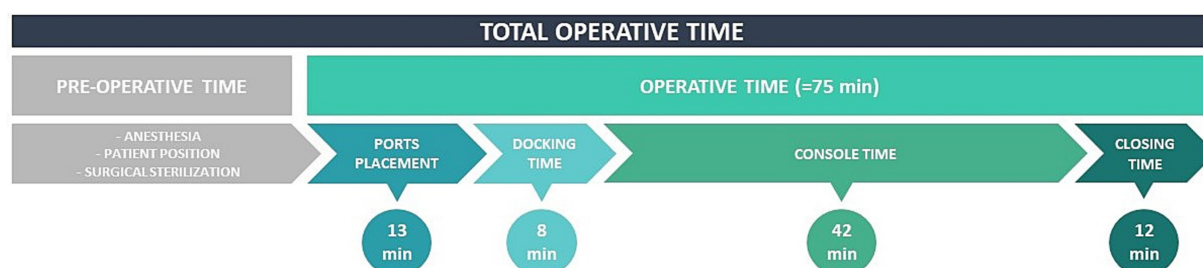 TOTAL OPERATIVE TIME
PRE-OPERATIVE TIME
OPERATIVE TIME (=75 min)
- ANESTHESIA
- PATIENT POSITION
- SURGICAL STERILIZATION
PORTS
PLACEMENT
DOCKING
TIME
CONSOLE TIME
CLOSING
TIME
13
min
8
min
42
min
12
min